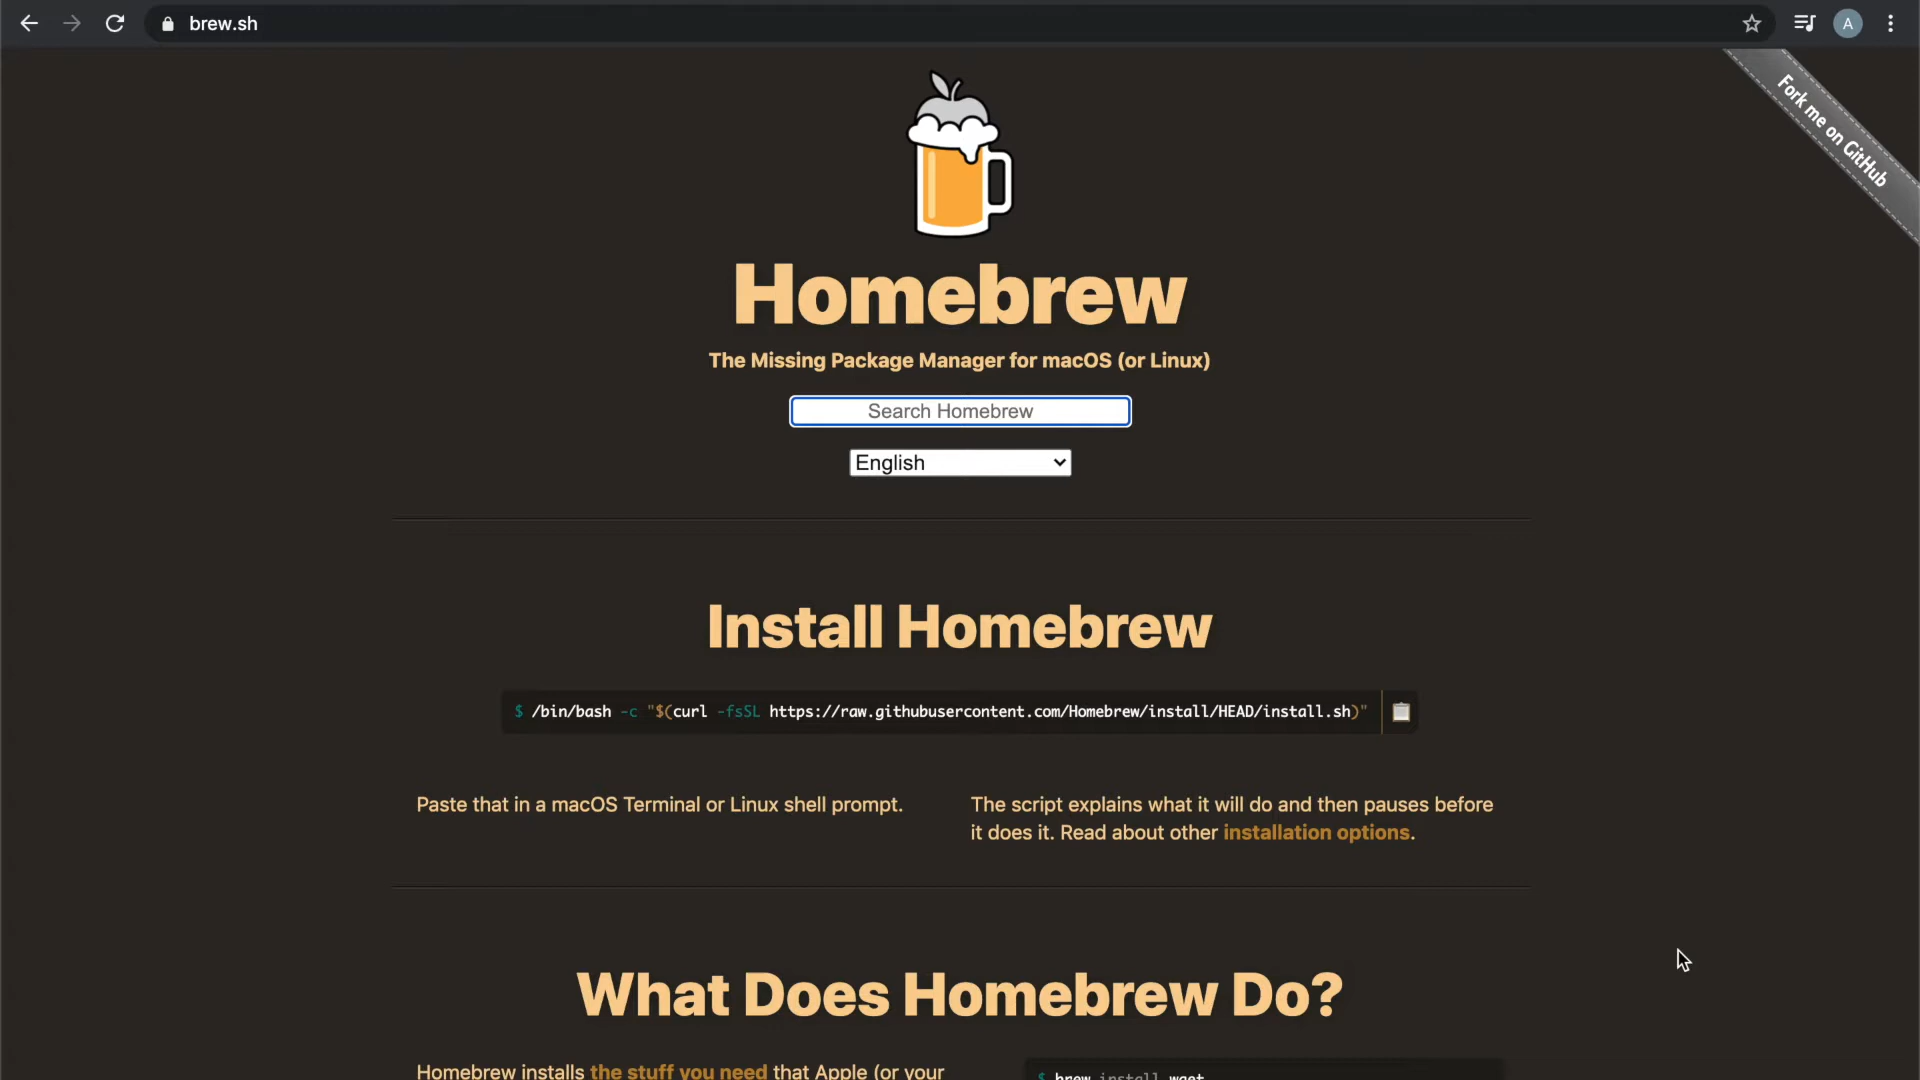 brew.sh
A
Fork me on GitHub
Homebrew
The Missing Package Manager for macOS (or Linux)
Search Homebrew
English
Install Homebrew
$ /bin/bash -c "$(curl -fsSL https://raw.githubusercontent.com/Homebrew/install/HEAD/install.sh)"
Paste that in a macOS Terminal or Linux shell prompt.
The script explains what it will do and then pauses before
it does it. Read about other installation options.
What Does Homebrew Do?
Homebrew installs the stuff you need that Apple (or your
$ brew install wget